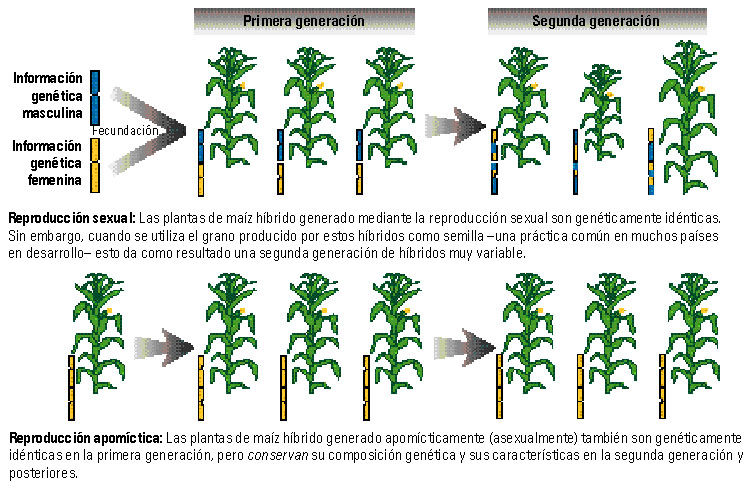 Primera generación
Segunda generación
Información
genética
masculina
Fecundación
Información
genética
femenina
Reproducción sexual: Las plantas de maíz híbrido generado mediante la reproducción sexual son genéticamente idénticas.
Sin embargo, cuando se utiliza el grano producido por estos híbridos como semilla –una práctica común en muchos países
en desarrollo– esto da como resultado una segunda generación de híbridos muy variable.
Reproducción apomíctica: Las plantas de maíz híbrido generado apomícticamente (asexualmente) también son genéticamente
idénticas en la primera generación, pero conservan su composición genética y sus características en la segunda generación y
posteriores.